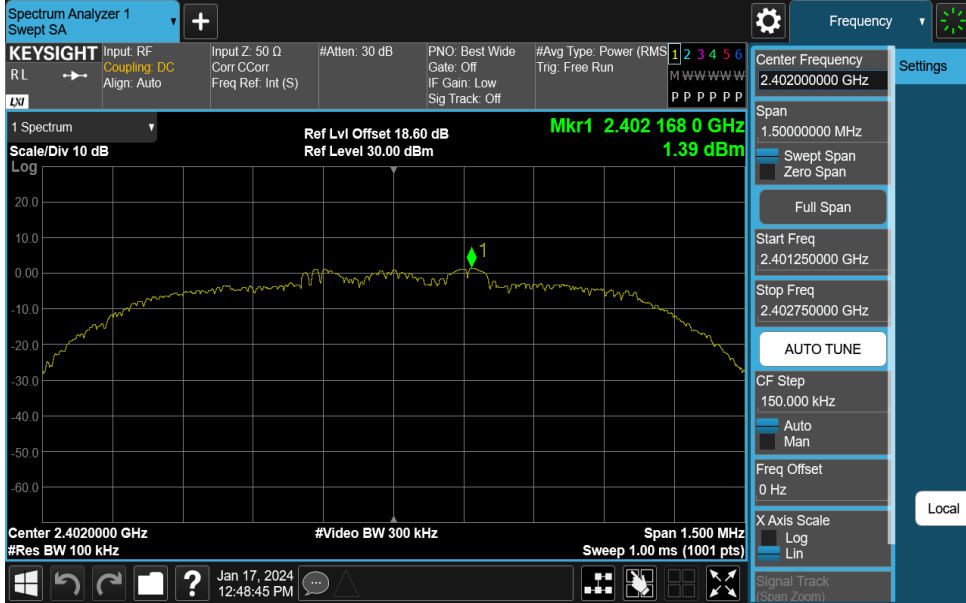 Spectrum Analyzer 1
Swept SA
Frequency
KEYSIGHT
R L
LXI
Input: RF
Coupling: DC
Align: Auto
Input Z: 50 Ω
Corr CCorr
Freq Ref: Int (S)
#Atten: 30 dB
PNO: Best Wide
Gate: Off
IF Gain: Low
Sig Track: Off
#Avg Type: Power (RMS
Trig: Free Run
1 2 3 4 5 6
M W W W W W
P P P P P P
1 Spectrum
Scale/Div 10 dB
Log
Ref Lvl Offset 18.60 dB
Ref Level 30.00 dBm
Mkr1 2.402 168 0 GHz
1.39 dBm
20.0
10.0
0.00
-10.0
-20.0
-30.0
-40.0
-50.0
-60.0
1
Center 2.4020000 GHz
#Res BW 100 kHz
#Video BW 300 kHz
Span 1.500 MHz
Sweep 1.00 ms (1001 pts)
Jan 17, 2024
12:48:45 PM
Center Frequency
2.402000000 GHz
Span
1.50000000 MHz
Swept Span
Zero Span
Full Span
Start Freq
2.401250000 GHz
Stop Freq
2.402750000 GHz
AUTO TUNE
CF Step
150.000 kHz
Auto
Man
Freq Offset
0 Hz
X Axis Scale
Log
Lin
Signal Track
(Span Zoom)
Settings
Local